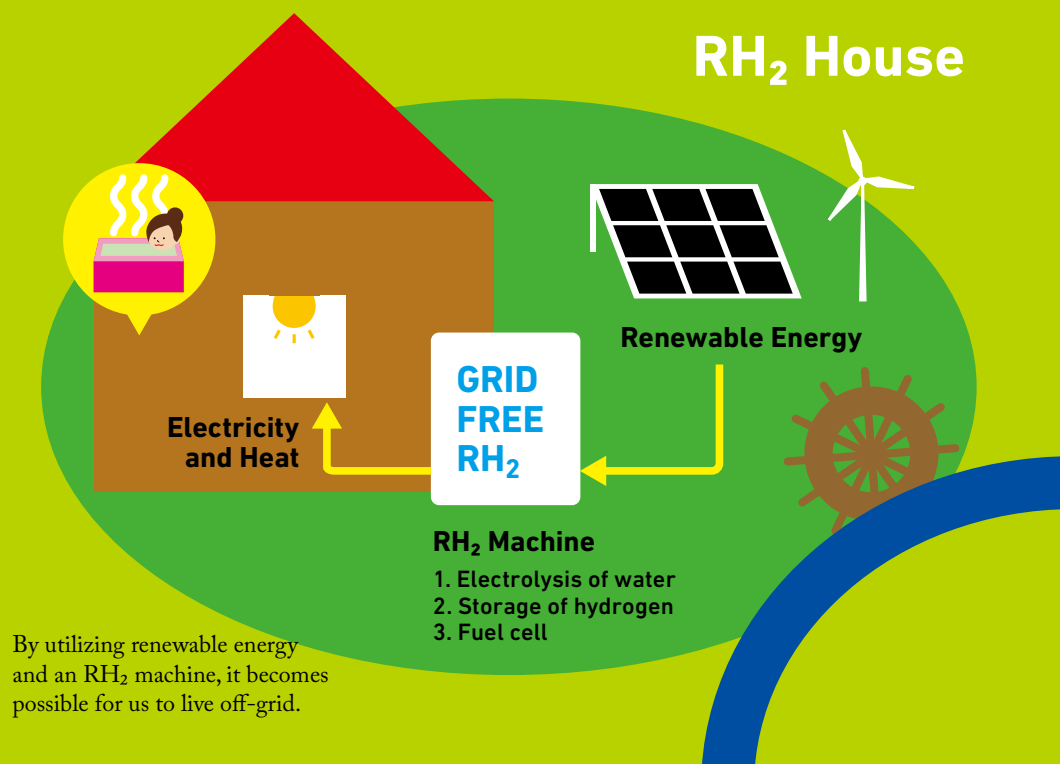 RH₂ House
Renewable Energy
GRID
FREE
RH₂
Electricity
and Heat
RH₂ Machine
1. Electrolysis of water
2. Storage of hydrogen
3. Fuel cell
By utilizing renewable energy
and an RH₂ machine, it becomes
possible for us to live off-grid.